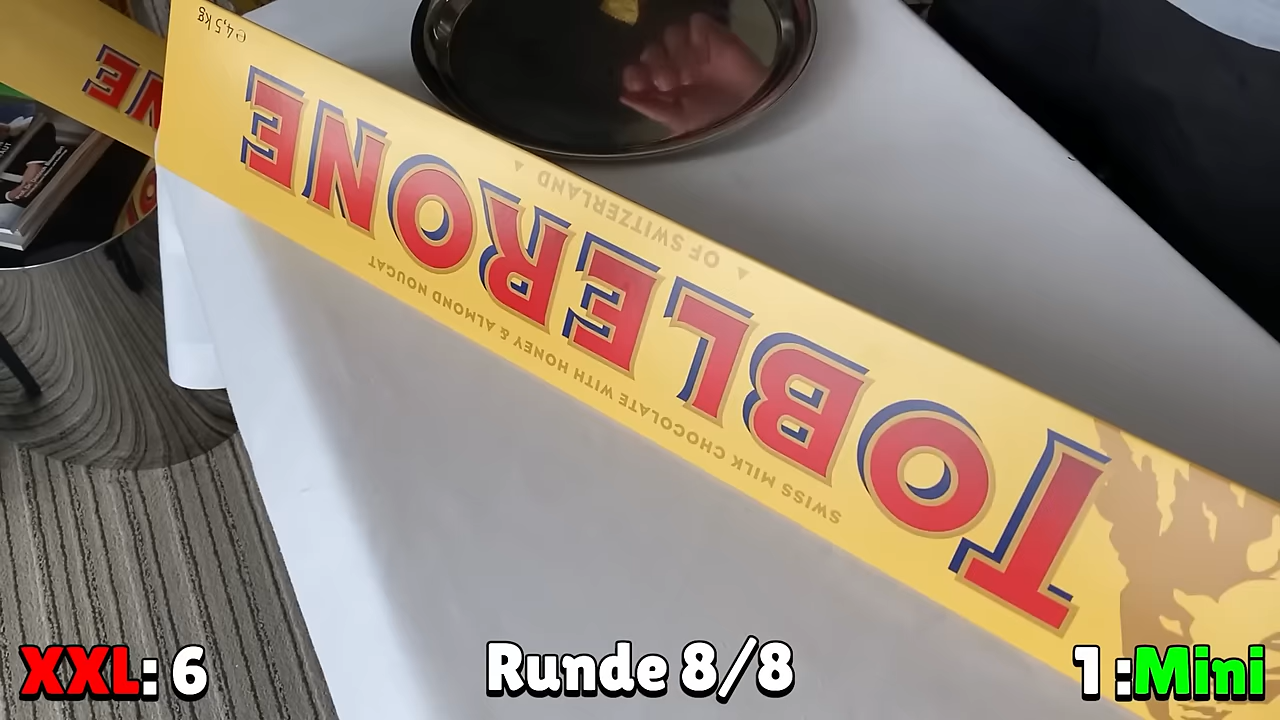 TOBLERONE
▲ OF SWITZERLAND ▲
SWISS MILK CHOCOLATE WITH HONEY & ALMOND NOUGAT
℮4,5 kg
NE
XXL: 6
Runde 8/8
1 :Mini